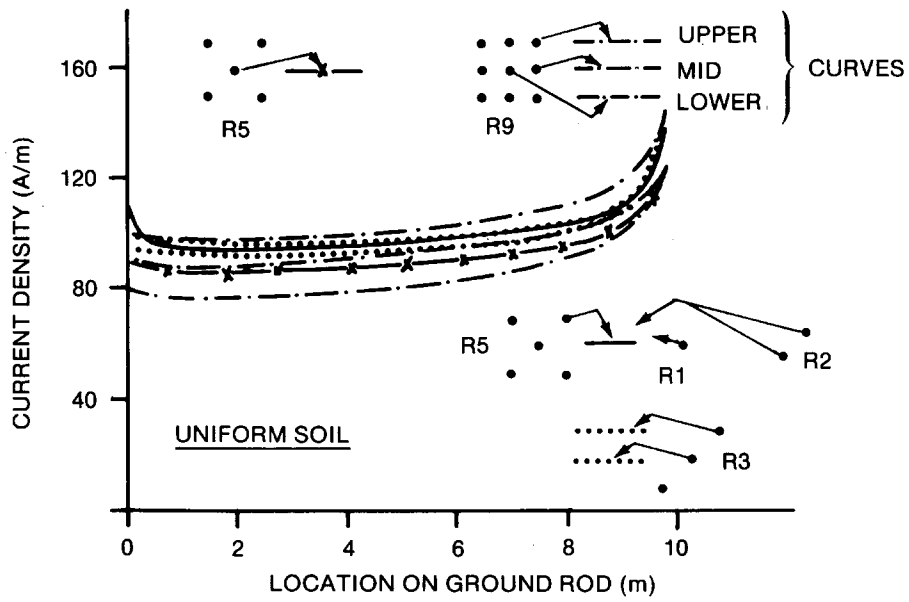 UPPER
MID
LOWER
CURVES
R5
R9
160
120
80
40
CURRENT DENSITY (A/m)
R5
R1
R2
R3
UNIFORM SOIL
0 2 4 6 8 10
LOCATION ON GROUND ROD (m)